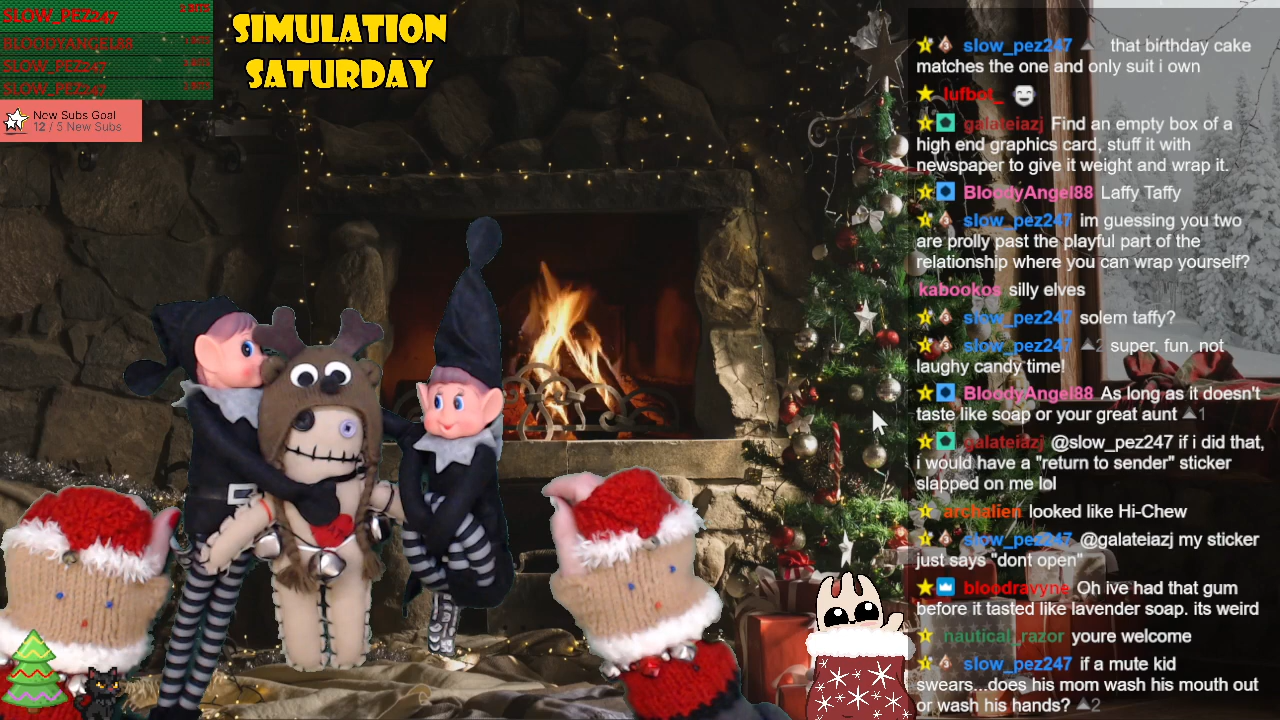 SLOW_PEZ247
BLOODYANGEL88
SLOW_PEZ247
SLOW_PEZ247
New Subs Goal
12 / 5 New Subs
SIMULATION
SATURDAY
slow_pez247 2 that birthday cake
matches the one and only suit i own
lufbot_
galateiazj Find an empty box of a
high end graphics card, stuff it with
newspaper to give it weight and wrap it.
BloodyAngel88 Laffy Taffy
slow_pez247 im guessing you two
are prolly past the playful part of the
relationship where you can wrap yourself?
kabookos silly elves
slow_pez247 solem taffy?
slow_pez247 2 super. fun. not
laughy candy time!
BloodyAngel88 As long as it doesn't
taste like soap or your great aunt 1
galateiazj @slow_pez247 if i did that,
i would have a "return to sender" sticker
slapped on me lol
archalien looked like Hi-Chew
slow_pez247 @galateiazj my sticker
just says "dont open"
bloodravyne Oh ive had that gum
before it tasted like lavender soap. its weird
nautical_razor youre welcome
slow_pez247 if a mute kid
swears...does his mom wash his mouth out
or wash his hands? 2